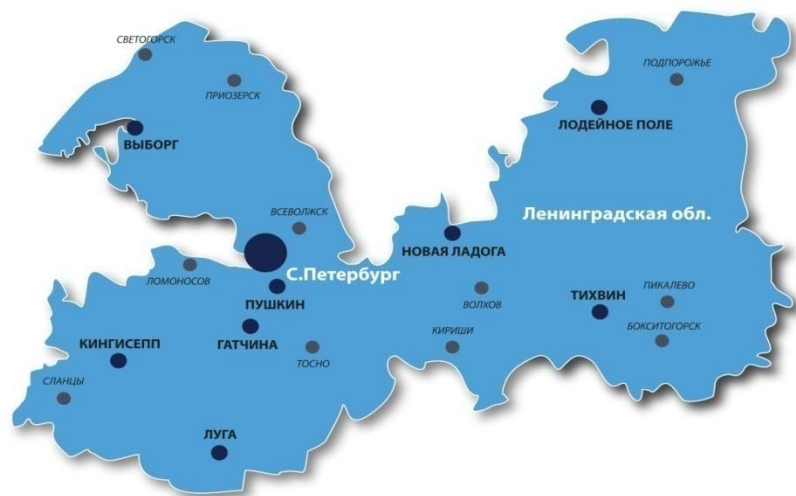 СВЕТОГОРСК
ПОДПОРОЖЬЕ
ПРИОЗЕРСК
ЛОДЕЙНОЕ ПОЛЕ
ВЫБОРГ
ВСЕВОЛЖСК
Ленинградская обл.
НОВАЯ ЛАДОГА
С.Петербург
ЛОМОНОСОВ
ПУШКИН
ВОЛХОВ
ПИКАЛЕВО
ТИХВИН
БОКСИТОГОРСК
КИРИШИ
КИНГИСЕПП
ГАТЧИНА
ТОСНО
СЛАНЦЫ
ЛУГА